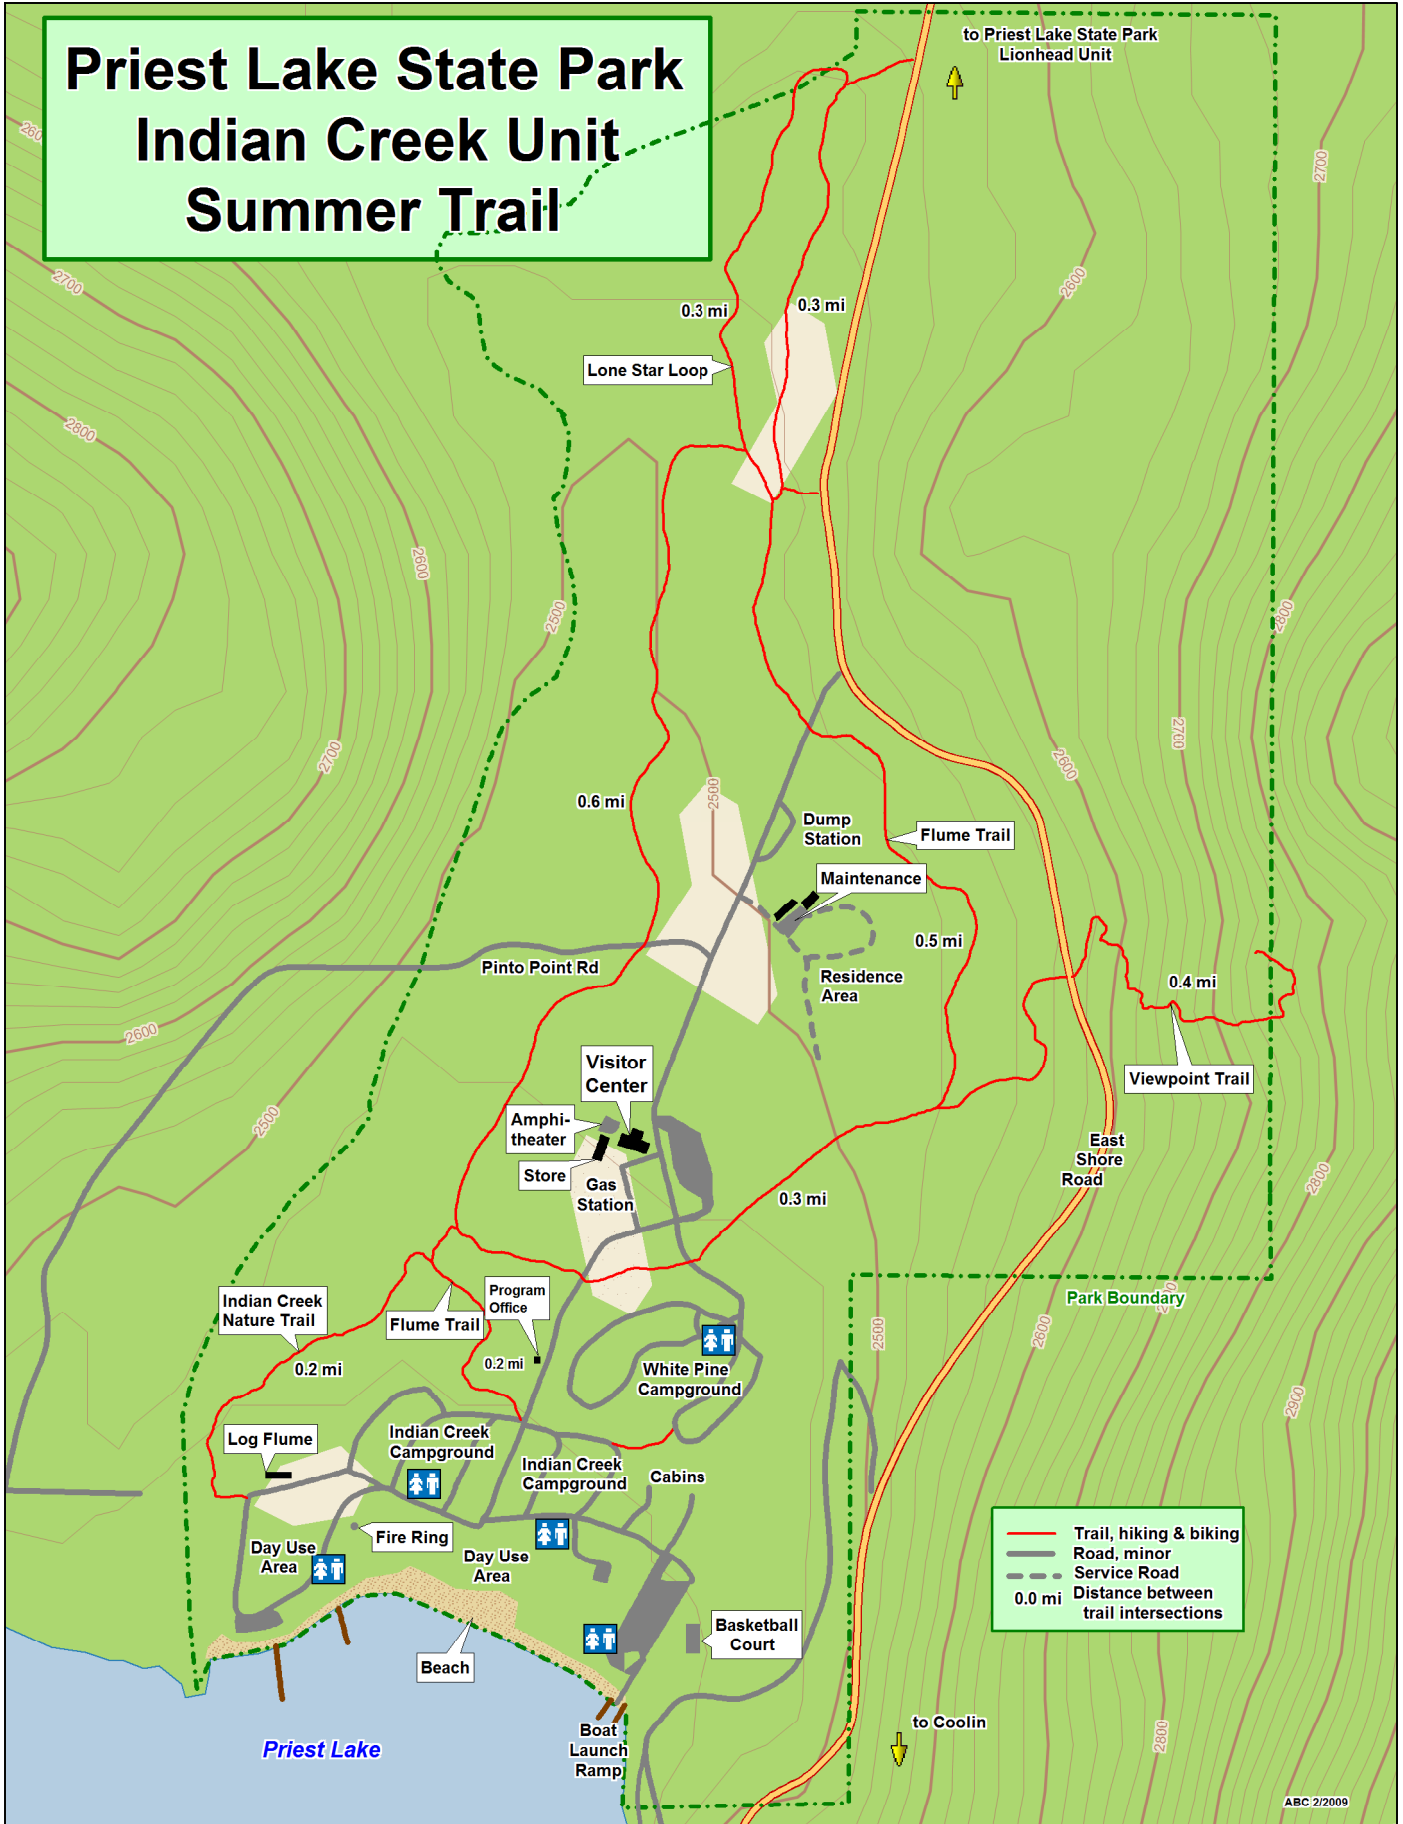 Priest Lake State Park
Indian Creek Unit
Summer Trail
to Priest Lake State Park
Lionhead Unit
2600
2700
2700
2600
0.3 mi
0.3 mi
Lone Star Loop
2800
2600
2500
2800
2700
2700
2600
0.6 mi
2500
Dump
Station
Flume Trail
Maintenance
0.5 mi
Pinto Point Rd
Residence
Area
0.4 mi
2600
Visitor
Center
Viewpoint Trail
Amphi-
theater
2500
Store
Gas
Station
East
Shore
Road
0.3 mi
2800
Park Boundary
2900
Program
Office
Indian Creek
Nature Trail
Flume Trail
2500
2600
0.2 mi
0.2 mi
White Pine
Campground
2900
Log Flume
Indian Creek
Campground
Indian Creek
Campground
Cabins
Fire Ring
Day Use
Area
Day Use
Area
Trail, hiking & biking
Road, minor
Service Road
0.0 mi Distance between
trail intersections
Basketball
Court
Beach
to Coolin
2800
Priest Lake
Boat
Launch
Ramp
ABC 2/2009